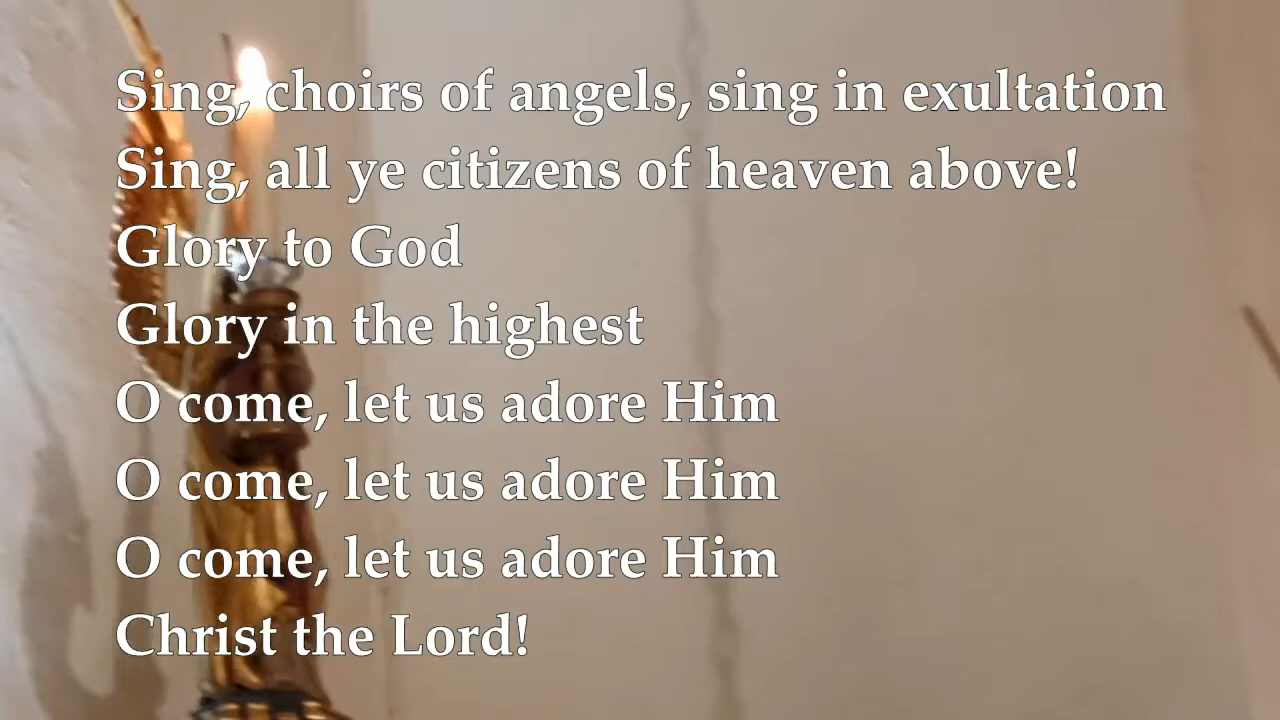 Sing, choirs of angels, sing in exultation
Sing, all ye citizens of heaven above!
Glory to God
Glory in the highest
O come, let us adore Him
O come, let us adore Him
O come, let us adore Him
Christ the Lord!